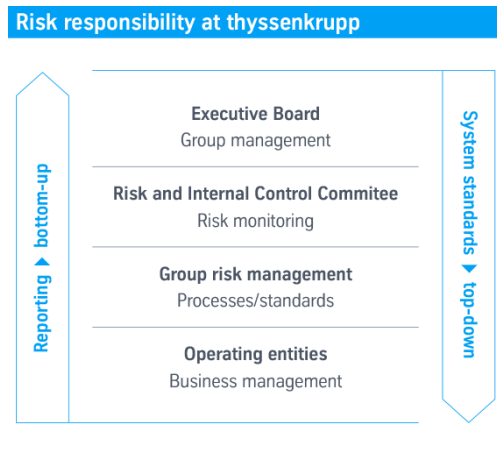 Risk responsibility at thyssenkrupp
Reporting ▶ bottom-up
Executive Board
Group management
Risk and Internal Control Commitee
Risk monitoring
Group risk management
Processes/standards
Operating entities
Business management
System standards ▶ top-down